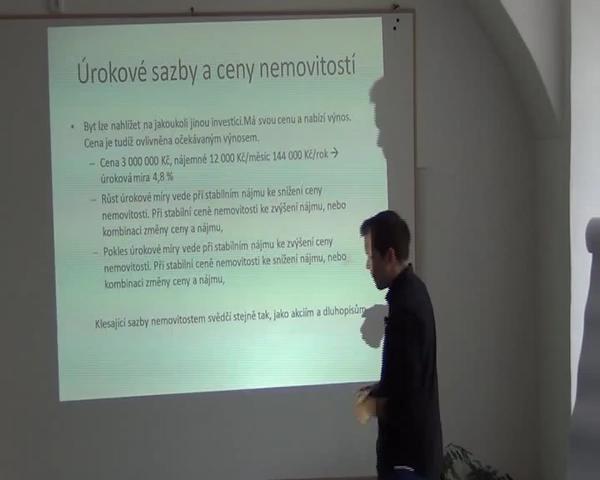 Úrokové sazby a ceny nemovitostí
• Byt lze nahlížet na jakoukoli jinou investici.Má svou cenu a nabízí výnos.
Cena je tudíž ovlivněna očekávaným výnosem.
– Cena 3 000 000 Kč, nájemné 12 000 Kč/měsíc 144 000 Kč/rok →
úroková míra 4,8 %
– Růst úrokové míry vede při stabilním nájmu ke snížení ceny
nemovitosti. Při stabilní ceně nemovitosti ke zvýšení nájmu, nebo
kombinaci změny ceny a nájmu,
– Pokles úrokové míry vede při stabilním nájmu ke zvýšení ceny
nemovitosti. Při stabilní ceně nemovitosti ke snížení nájmu, nebo
kombinaci změny ceny a nájmu,
Klesající sazby nemovitostem svědčí stejně tak, jako akciím a dluhopisům